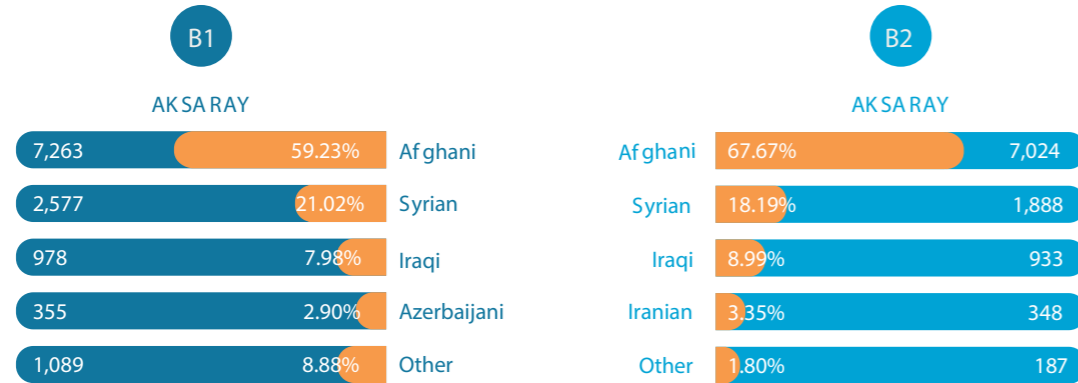 B1
AKSARAY
7,263 59.23% Afghani
2,577 21.02% Syrian
978 7.98% Iraqi
355 2.90% Azerbaijani
1,089 8.88% Other
B2
AKSARAY
Afghani 67.67% 7,024
Syrian 18.19% 1,888
Iraqi 8.99% 933
Iranian 3.35% 348
Other 1.80% 187